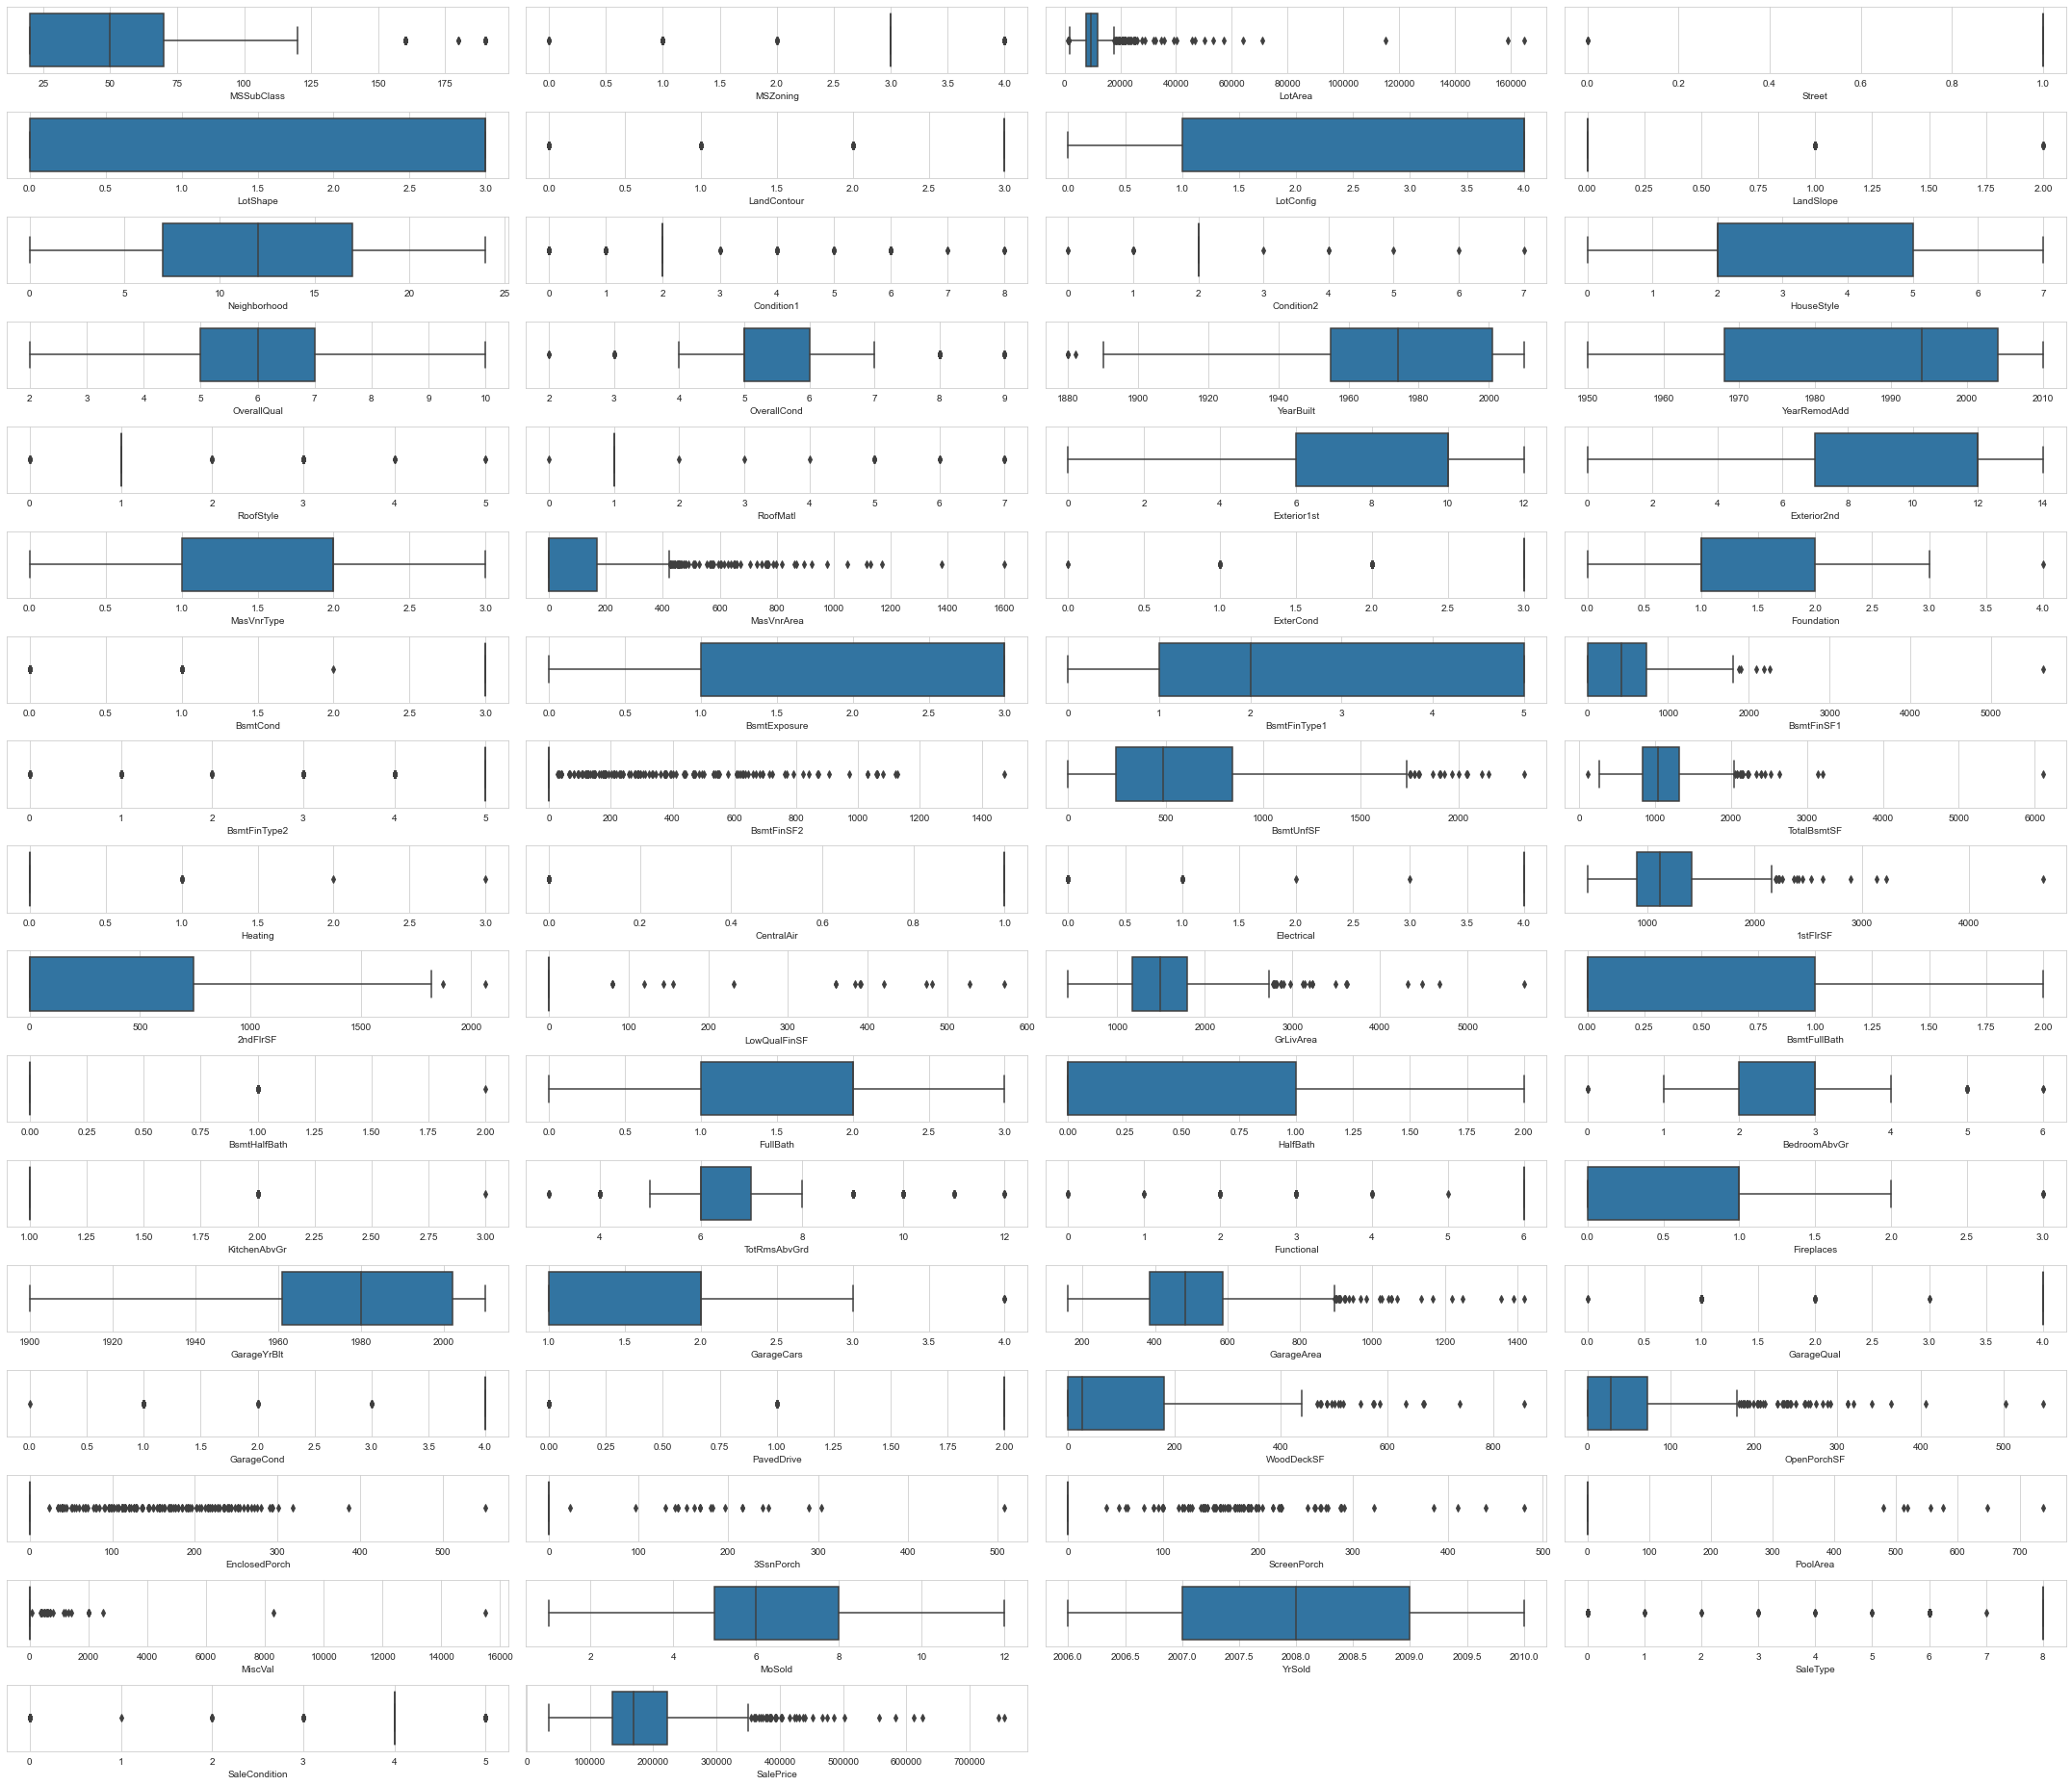 25 50 75 100 125 150 175
MSSubClass
0.0 0.5 1.0 1.5 2.0 2.5 3.0 3.5 4.0
MSZoning
0 20000 40000 60000 80000 100000 120000 140000 160000
LotArea
0.0 0.2 0.4 0.6 0.8 1.0
Street
0.0 0.5 1.0 1.5 2.0 2.5 3.0
LotShape
0.0 0.5 1.0 1.5 2.0 2.5 3.0
LandContour
0.0 0.5 1.0 1.5 2.0 2.5 3.0 3.5 4.0
LotConfig
0.00 0.25 0.50 0.75 1.00 1.25 1.50 1.75 2.00
LandSlope
0 5 10 15 20 25
Neighborhood
0 1 2 3 4 5 6 7 8
Condition1
0 1 2 3 4 5 6 7
Condition2
0 1 2 3 4 5 6 7
HouseStyle
2 3 4 5 6 7 8 9 10
OverallQual
2 3 4 5 6 7 8 9
OverallCond
1880 1900 1920 1940 1960 1980 2000
YearBuilt
1950 1960 1970 1980 1990 2000 2010
YearRemodAdd
0 1 2 3 4 5
RoofStyle
0 1 2 3 4 5 6 7
RoofMatl
0 2 4 6 8 10 12
Exterior1st
0 2 4 6 8 10 12 14
Exterior2nd
0.0 0.5 1.0 1.5 2.0 2.5 3.0
MasVnrType
0 200 400 600 800 1000 1200 1400 1600
MasVnrArea
0.0 0.5 1.0 1.5 2.0 2.5 3.0
ExterCond
0.0 0.5 1.0 1.5 2.0 2.5 3.0 3.5 4.0
Foundation
0.0 0.5 1.0 1.5 2.0 2.5 3.0
BsmtCond
0.0 0.5 1.0 1.5 2.0 2.5 3.0
BsmtExposure
0 1 2 3 4 5
BsmtFinType1
0 1000 2000 3000 4000 5000
BsmtFinSF1
0 1 2 3 4 5
BsmtFinType2
0 200 400 600 800 1000 1200 1400
BsmtFinSF2
0 500 1000 1500 2000
BsmtUnfSF
0 1000 2000 3000 4000 5000 6000
TotalBsmtSF
0.0 0.5 1.0 1.5 2.0 2.5 3.0
Heating
0.0 0.2 0.4 0.6 0.8 1.0
CentralAir
0.0 0.5 1.0 1.5 2.0 2.5 3.0 3.5 4.0
Electrical
1000 2000 3000 4000
1stFlrSF
0 500 1000 1500 2000
2ndFlrSF
0 100 200 300 400 500 600
LowQualFinSF
1000 2000 3000 4000 5000
GrLivArea
0.00 0.25 0.50 0.75 1.00 1.25 1.50 1.75 2.00
BsmtFullBath
0.00 0.25 0.50 0.75 1.00 1.25 1.50 1.75 2.00
BsmtHalfBath
0.0 0.5 1.0 1.5 2.0 2.5 3.0
FullBath
0.00 0.25 0.50 0.75 1.00 1.25 1.50 1.75 2.00
HalfBath
0 1 2 3 4 5 6
BedroomAbvGr
1.00 1.25 1.50 1.75 2.00 2.25 2.50 2.75 3.00
KitchenAbvGr
4 6 8 10 12
TotRmsAbvGrd
0 1 2 3 4 5 6
Functional
0.0 0.5 1.0 1.5 2.0 2.5 3.0
Fireplaces
1900 1920 1940 1960 1980 2000
GarageYrBlt
1.0 1.5 2.0 2.5 3.0 3.5 4.0
GarageCars
200 400 600 800 1000 1200 1400
GarageArea
0.0 0.5 1.0 1.5 2.0 2.5 3.0 3.5 4.0
GarageQual
0.0 0.5 1.0 1.5 2.0 2.5 3.0 3.5 4.0
GarageCond
0.00 0.25 0.50 0.75 1.00 1.25 1.50 1.75 2.00
PavedDrive
0 200 400 600 800
WoodDeckSF
0 100 200 300 400 500
OpenPorchSF
0 100 200 300 400 500
EnclosedPorch
0 100 200 300 400 500
3SsnPorch
0 100 200 300 400 500
ScreenPorch
0 100 200 300 400 500 600 700
PoolArea
0 2000 4000 6000 8000 10000 12000 14000 16000
MiscVal
2 4 6 8 10 12
MoSold
2006.0 2006.5 2007.0 2007.5 2008.0 2008.5 2009.0 2009.5 2010.0
YrSold
0 1 2 3 4 5 6 7 8
SaleType
0 1 2 3 4 5
SaleCondition
0 100000 200000 300000 400000 500000 600000 700000
SalePrice